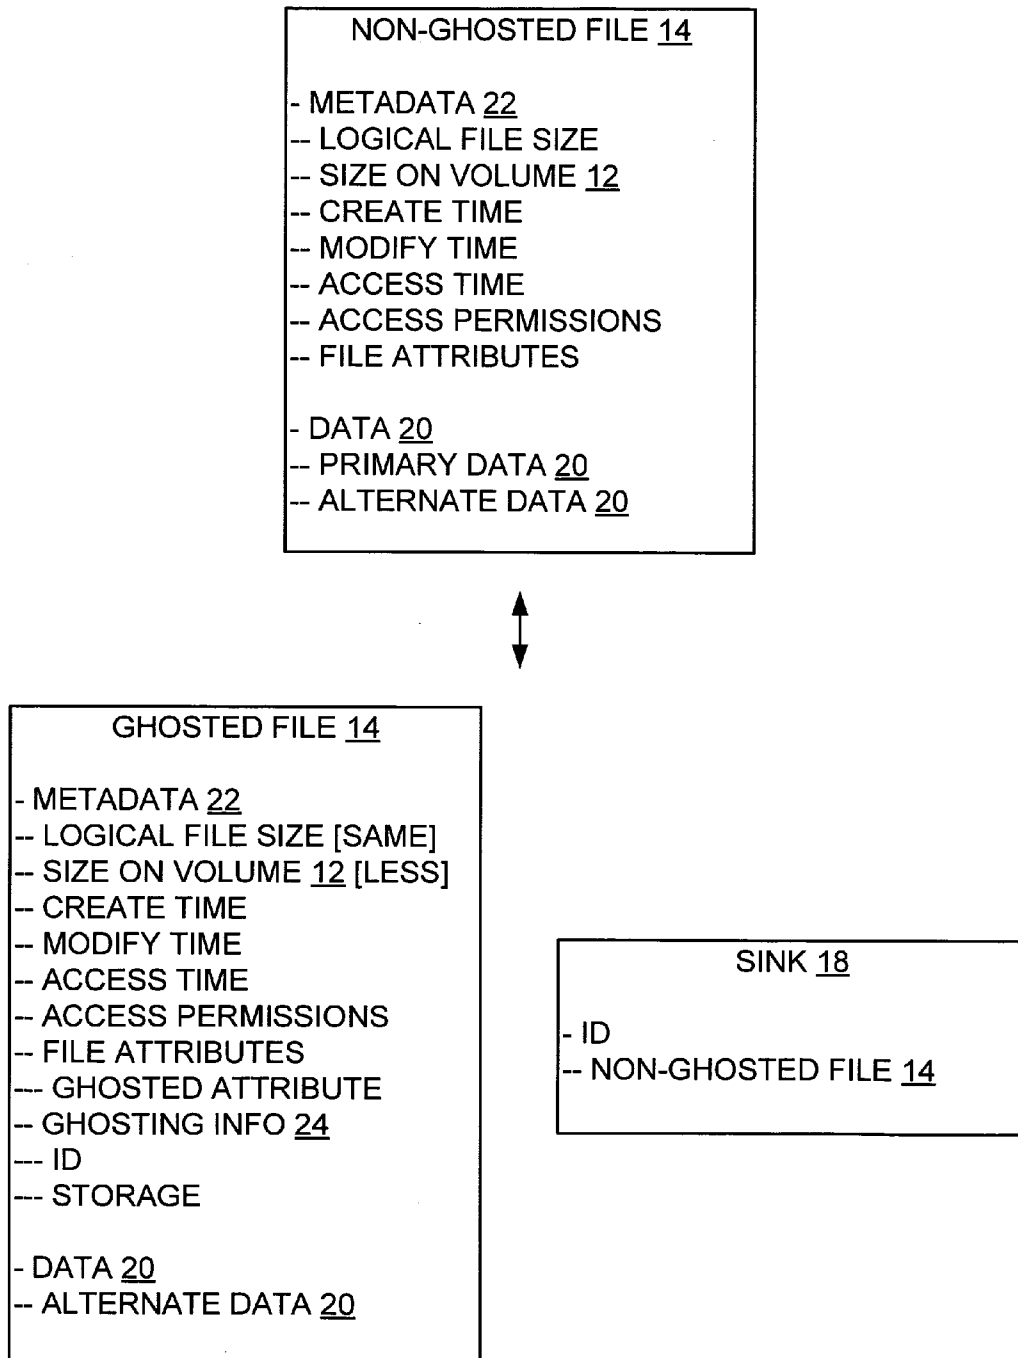 NON-GHOSTED FILE 14
- METADATA 22
-- LOGICAL FILE SIZE
-- SIZE ON VOLUME 12
-- CREATE TIME
-- MODIFY TIME
-- ACCESS TIME
-- ACCESS PERMISSIONS
-- FILE ATTRIBUTES
- DATA 20
-- PRIMARY DATA 20
-- ALTERNATE DATA 20
GHOSTED FILE 14
- METADATA 22
-- LOGICAL FILE SIZE [SAME]
-- SIZE ON VOLUME 12 [LESS]
-- CREATE TIME
-- MODIFY TIME
-- ACCESS TIME
-- ACCESS PERMISSIONS
-- FILE ATTRIBUTES
--- GHOSTED ATTRIBUTE
-- GHOSTING INFO 24
--- ID
--- STORAGE
- DATA 20
-- ALTERNATE DATA 20
SINK 18
- ID
-- NON-GHOSTED FILE 14